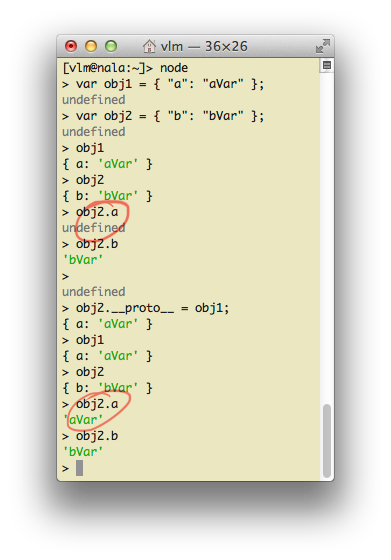 vlm — 36×26
[vlm@nala:~]> node
> var obj1 = { "a": "aVar" };
undefined
> var obj2 = { "b": "bVar" };
undefined
> obj1
{ a: 'aVar' }
> obj2
{ b: 'bVar' }
> obj2.a
undefined
> obj2.b
'bVar'
>
undefined
> obj2.__proto__ = obj1;
{ a: 'aVar' }
> obj1
{ a: 'aVar' }
> obj2
{ b: 'bVar' }
> obj2.a
'aVar'
> obj2.b
'bVar'
>